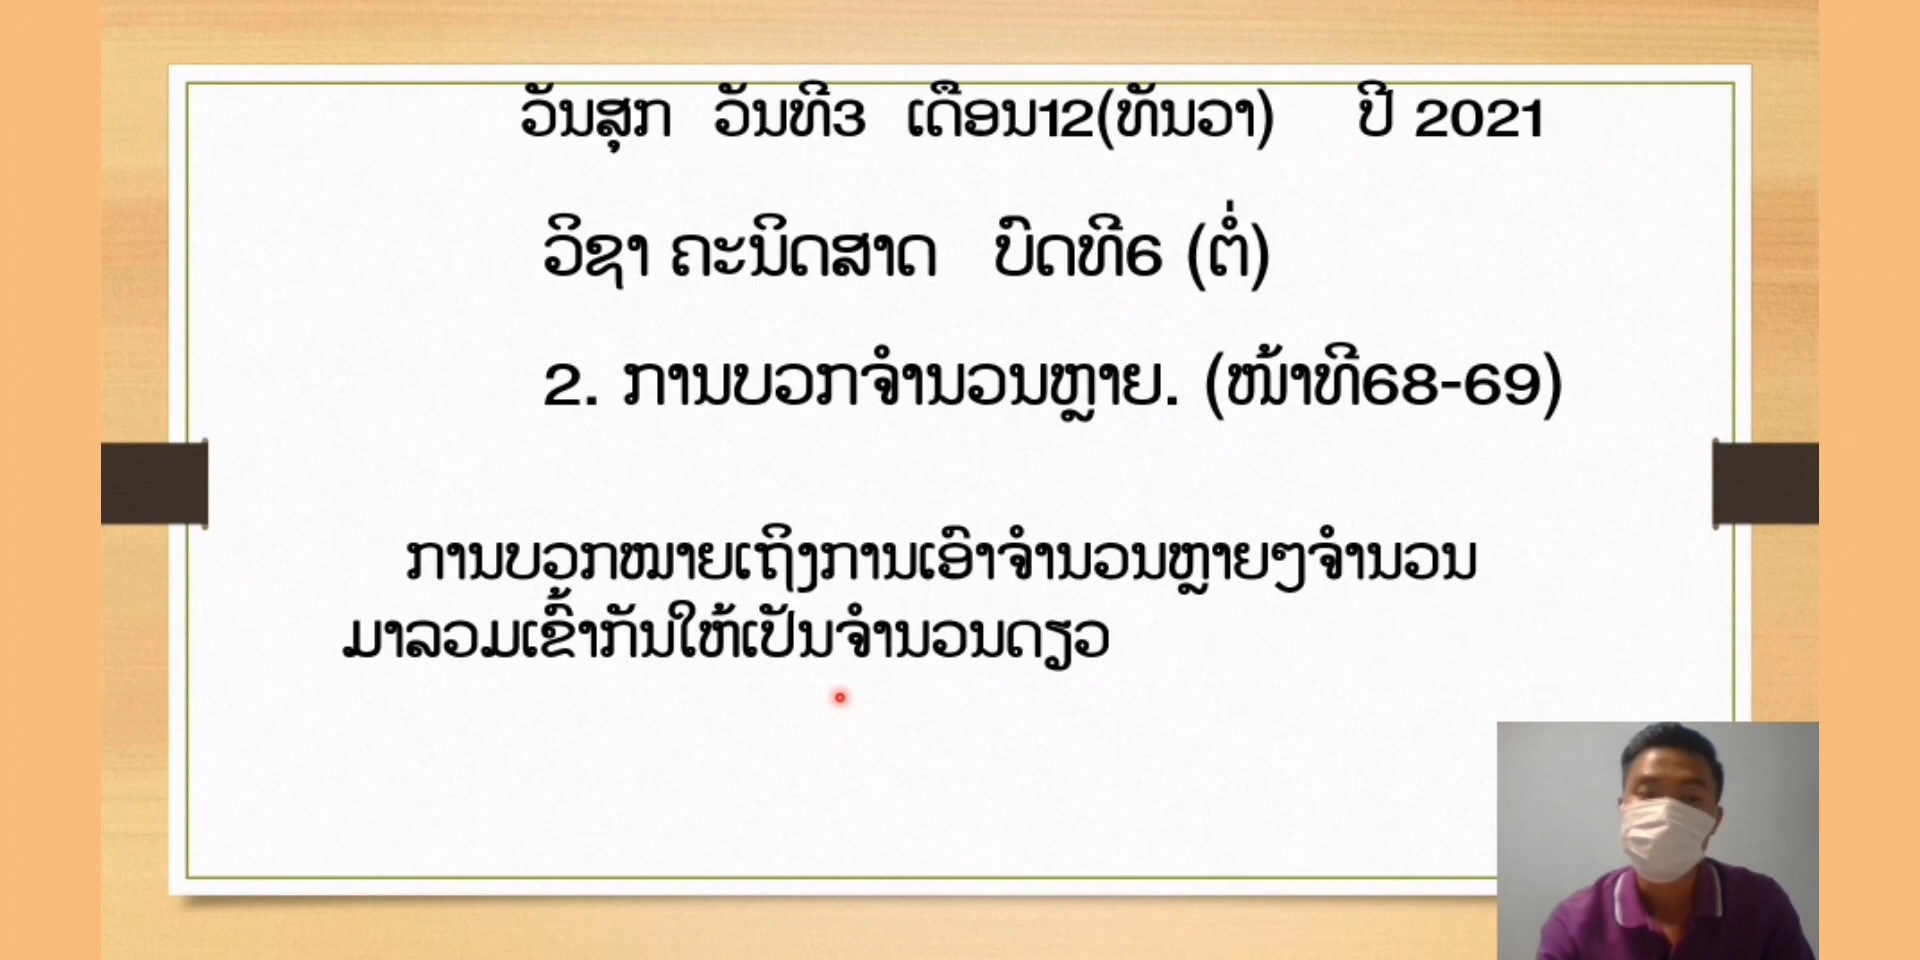 ວັນສຸກ ວັນທີ3 ເດືອນ12(ທັນວາ) ປີ 2021
ວິຊາ ຄະນິດສາດ ບົດທີ6 (ຕໍ່)
2. ການບວກຈຳນວນຫຼາຍ. (ໜ້າທີ68-69)
ການບວກໝາຍເຖິງການເອົາຈຳນວນຫຼາຍໆຈຳນວນ
ມາລວມເຂົ້າກັນໃຫ້ເປັນຈຳນວນດຽວ